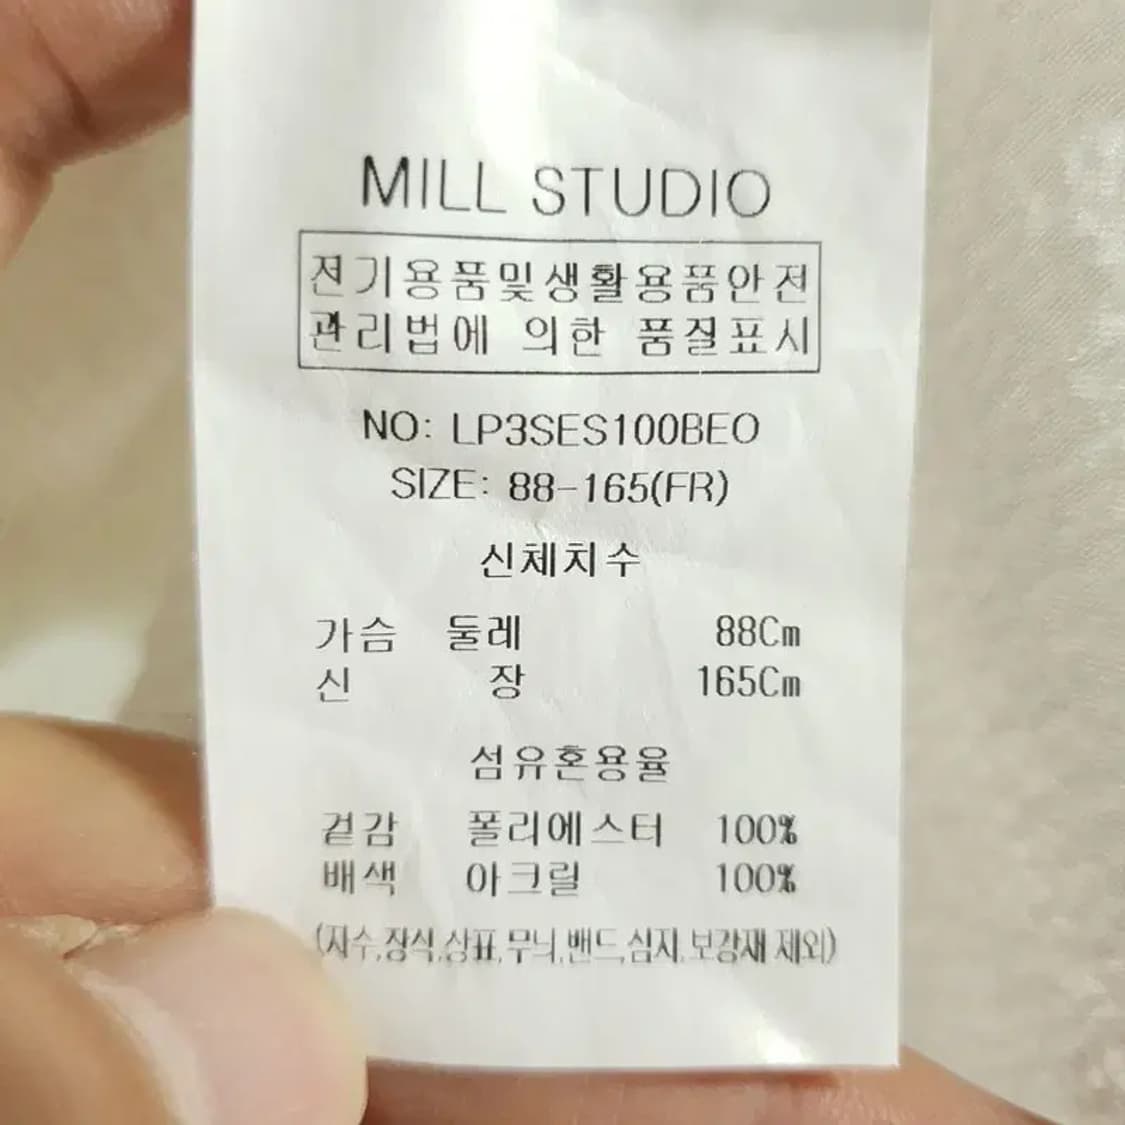 MILL STUDIO
전기용품및생활용품안전
관리법에 의한 품질표시
NO: LP3SES100BEO
SIZE: 88-165(FR)
신체치수
가슴 둘레 88Cm
신 장 165Cm
섬유혼용율
겉감 폴리에스터 100%
배색 아크릴 100%
(자수,장식,상표,무늬,밴드,심지,보강재 제외)